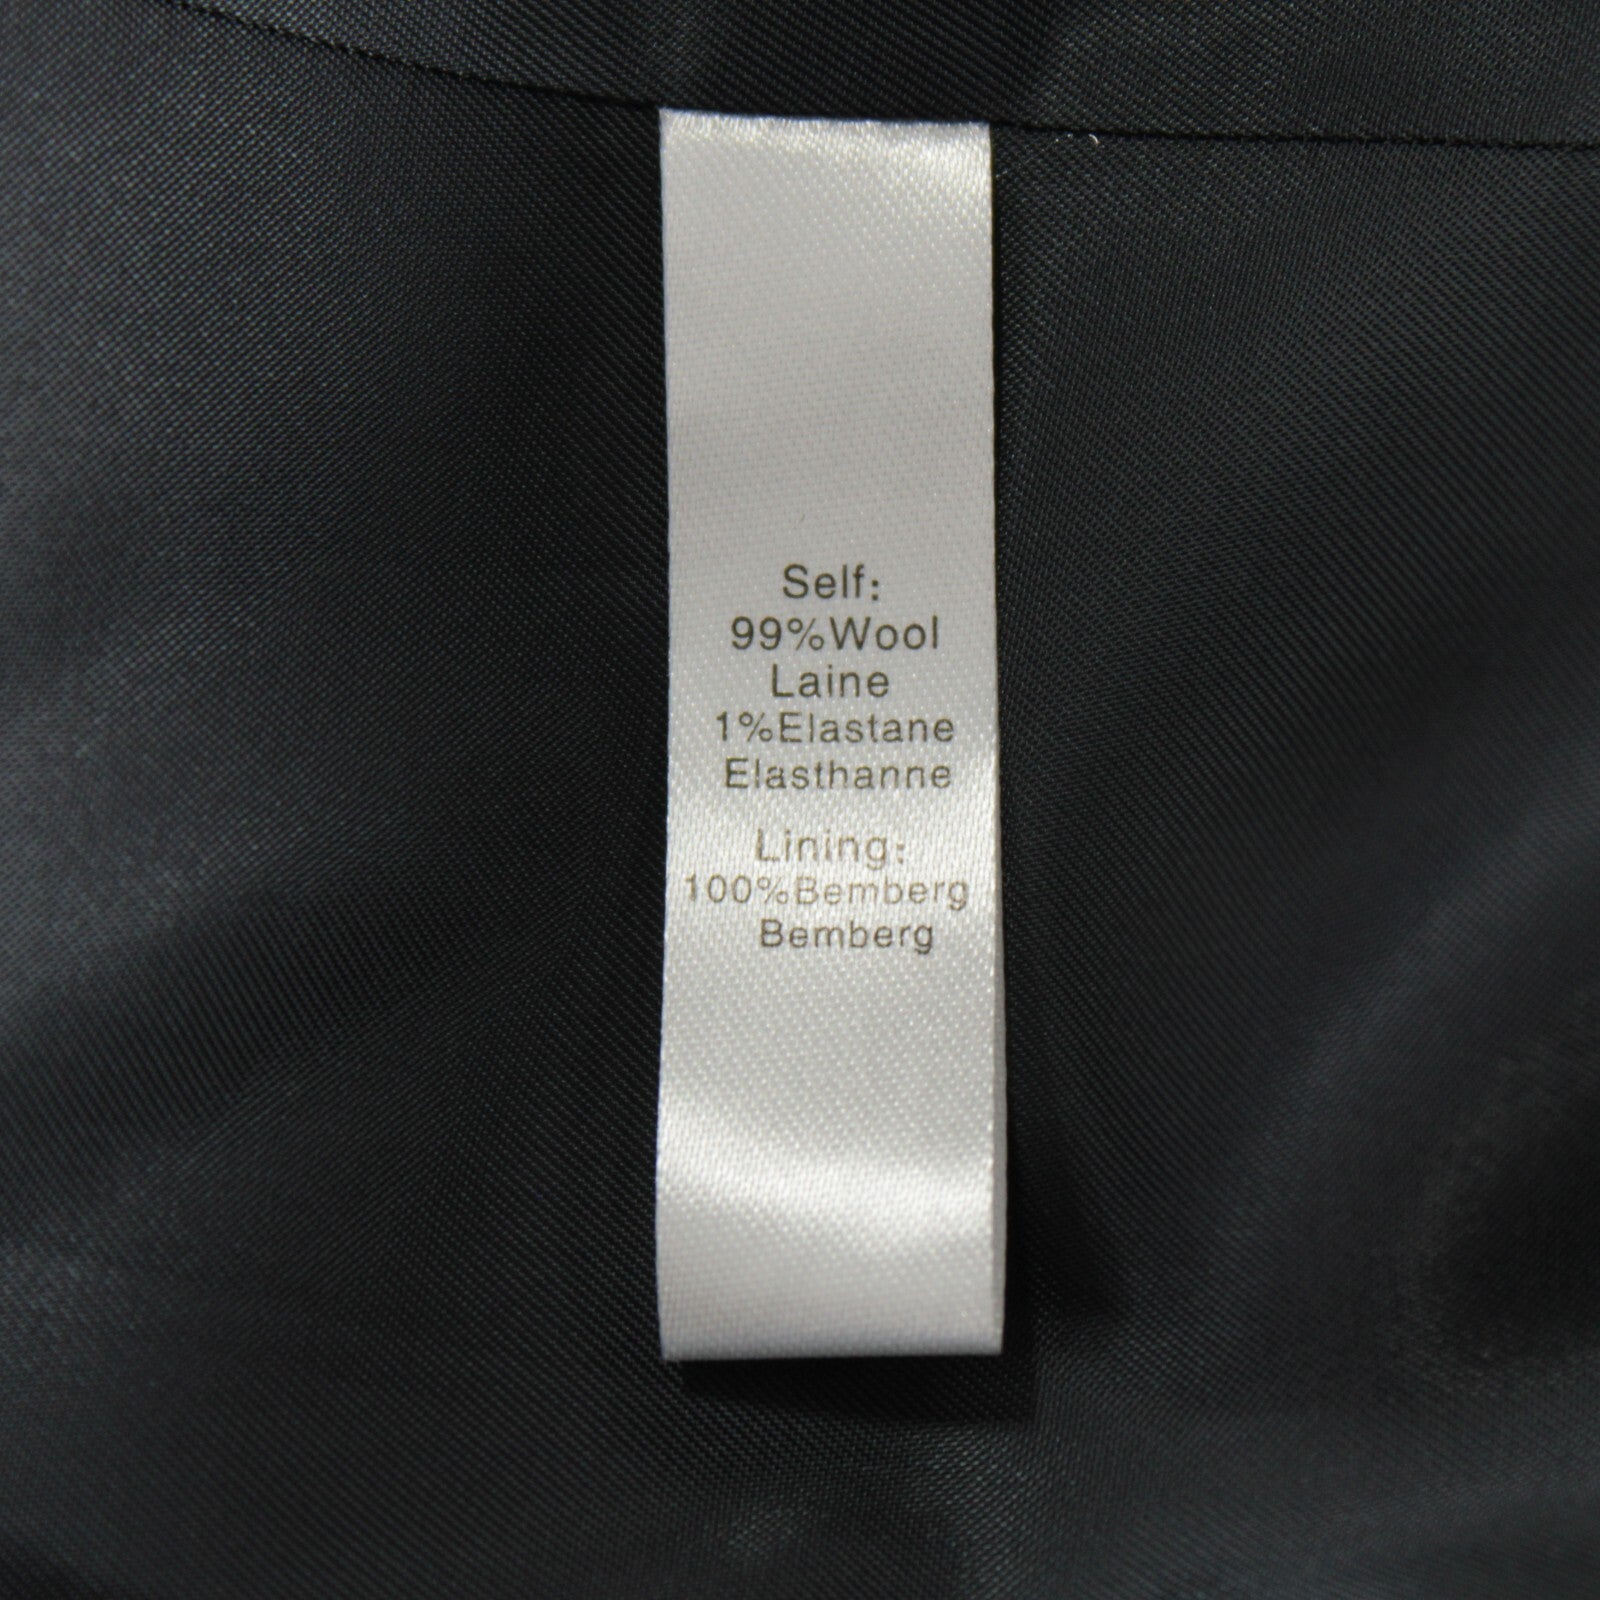 Self:
99%Wool
Laine
1%Elastane
Elasthanne
Lining:
100%Bemberg
Bemberg